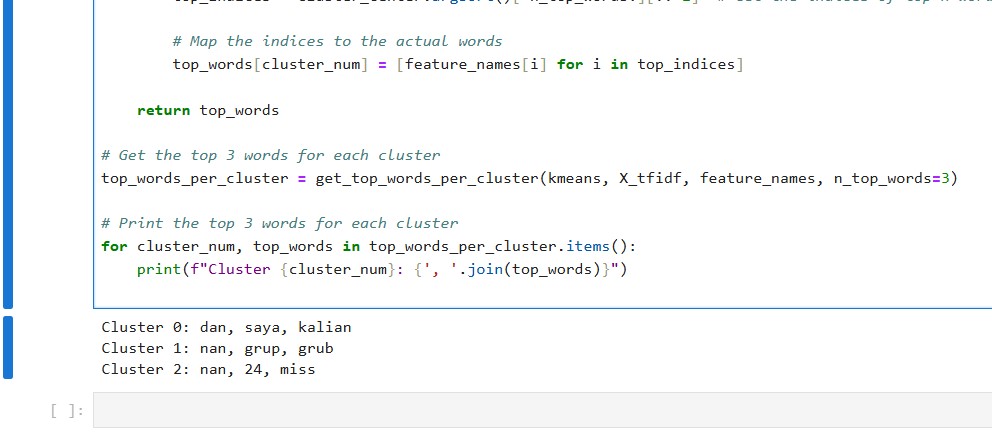 # Map the indices to the actual words
top_words[cluster_num] = [feature_names[i] for i in top_indices]
return top_words
# Get the top 3 words for each cluster
top_words_per_cluster = get_top_words_per_cluster(kmeans, X_tfidf, feature_names, n_top_words=3)
# Print the top 3 words for each cluster
for cluster_num, top_words in top_words_per_cluster.items():
print(f"Cluster {cluster_num}: {', '.join(top_words)}")
Cluster 0: dan, saya, kalian
Cluster 1: nan, grup, grub
Cluster 2: nan, 24, miss
[ ]: